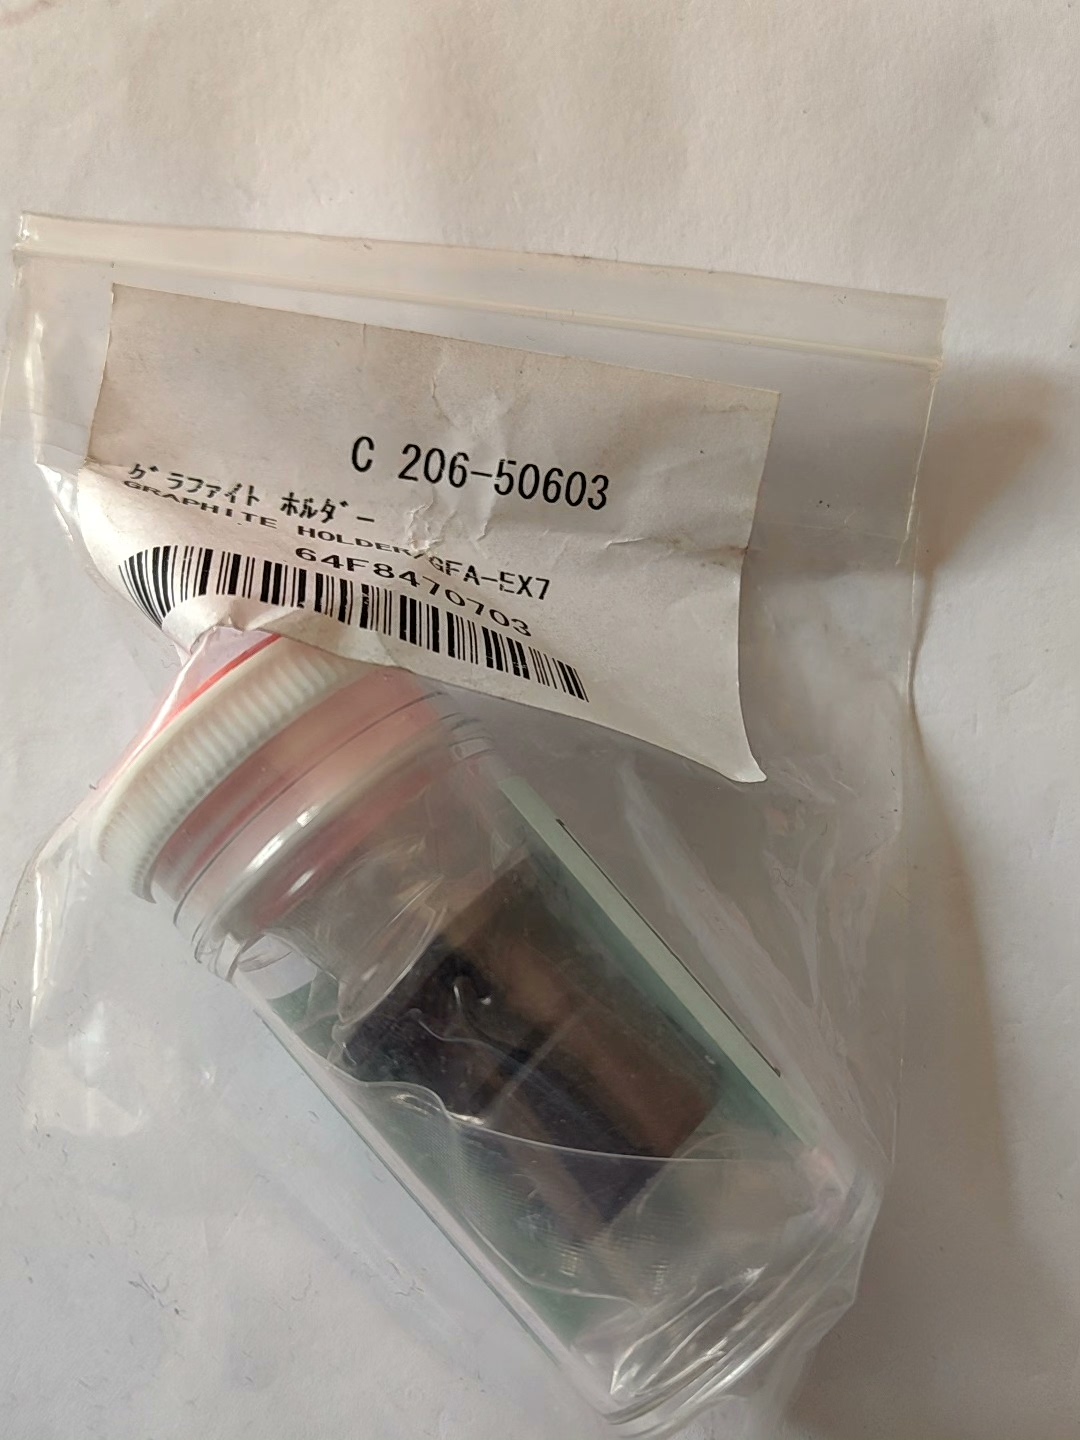 C 206-50603
ｸﾞﾗﾌｧｲﾄ ﾎﾙﾀﾞｰ
GRAPHITE HOLDER,GFA-EX7
64F8470703